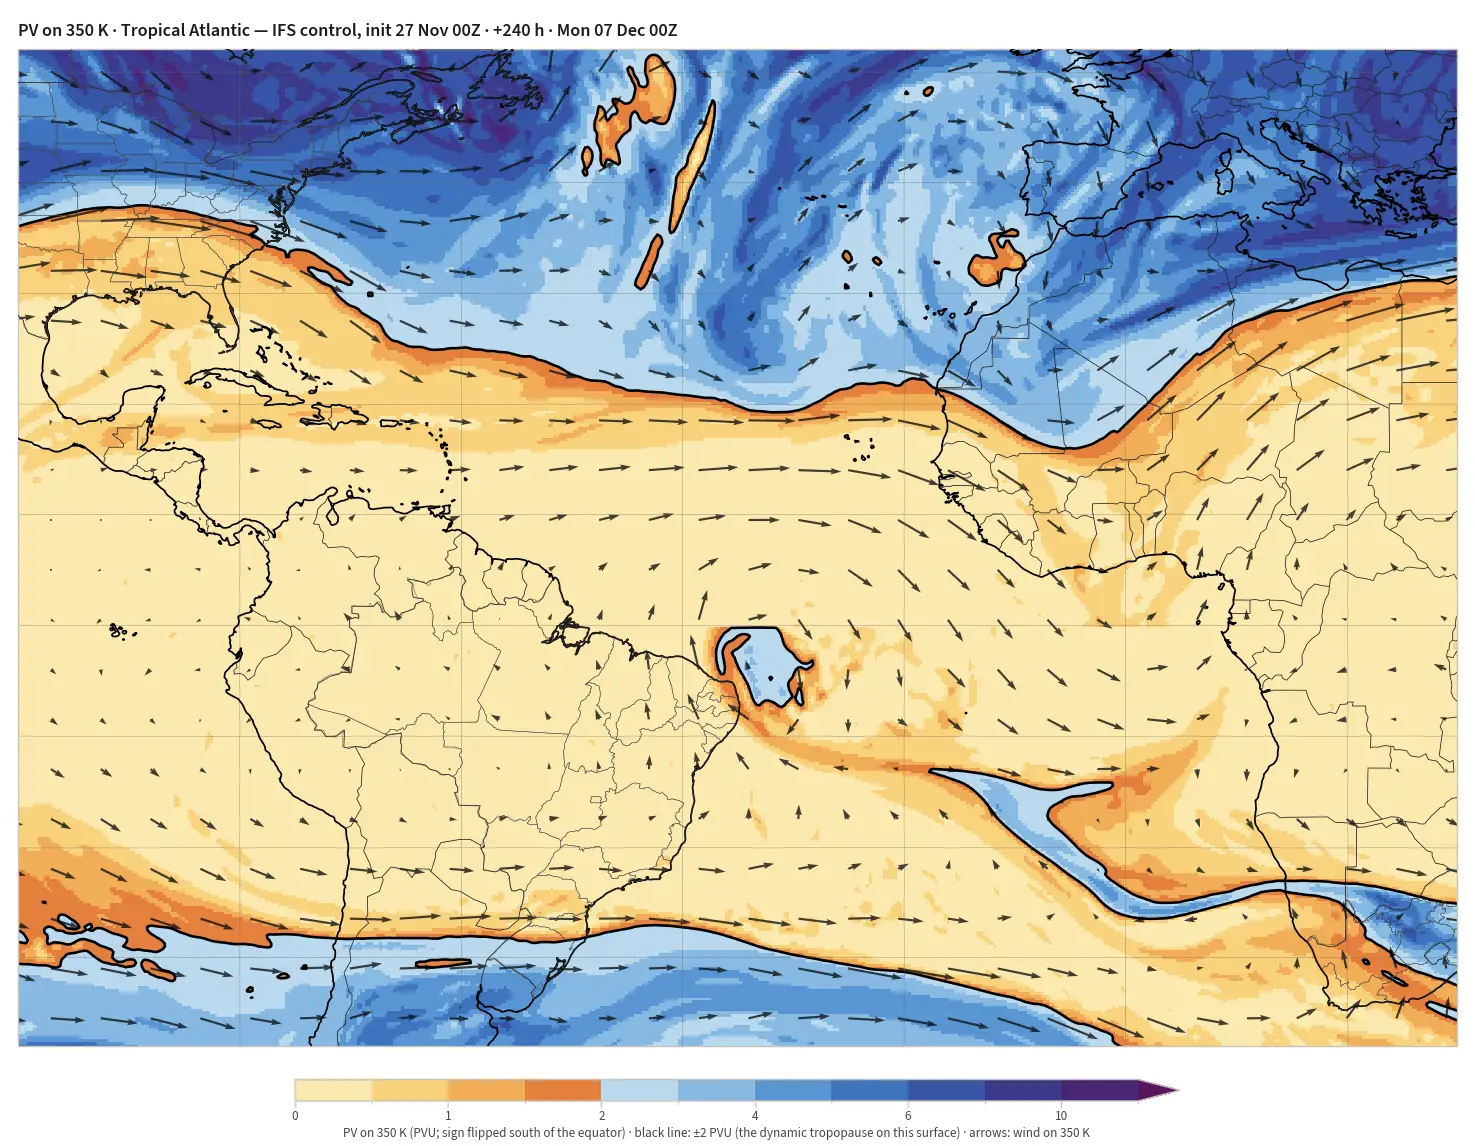 PV on 350 K · Tropical Atlantic — IFS control, init 27 Nov 00Z · +240 h · Mon 07 Dec 00Z
0 1 2 4 6 10
PV on 350 K (PVU; sign flipped south of the equator) · black line: ±2 PVU (the dynamic tropopause on this surface) · arrows: wind on 350 K